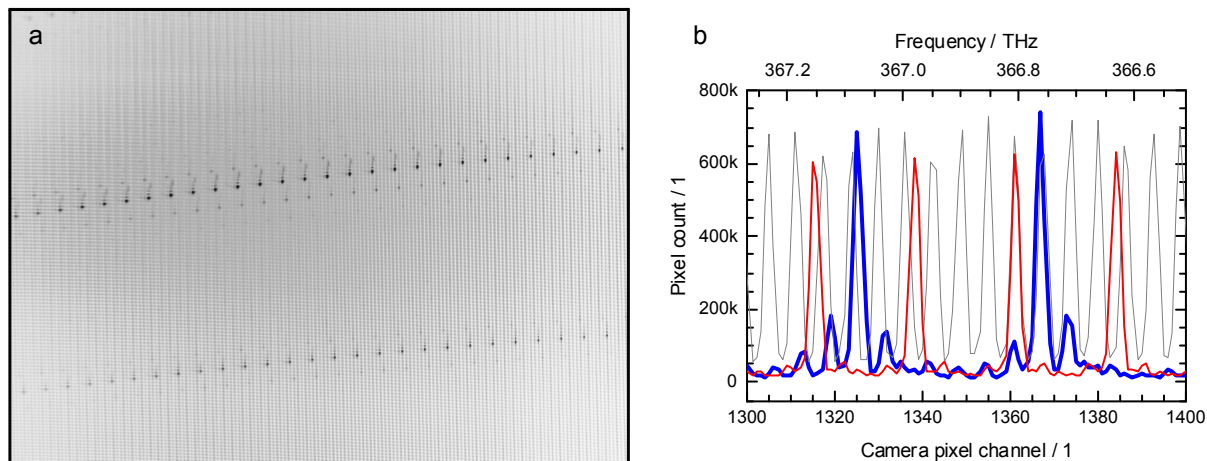 a
b
Frequency / THz
367.2 367.0 366.8 366.6
800k
600k
400k
200k
0
Pixel count / 1
1300 1320 1340 1360 1380 1400
Camera pixel channel / 1